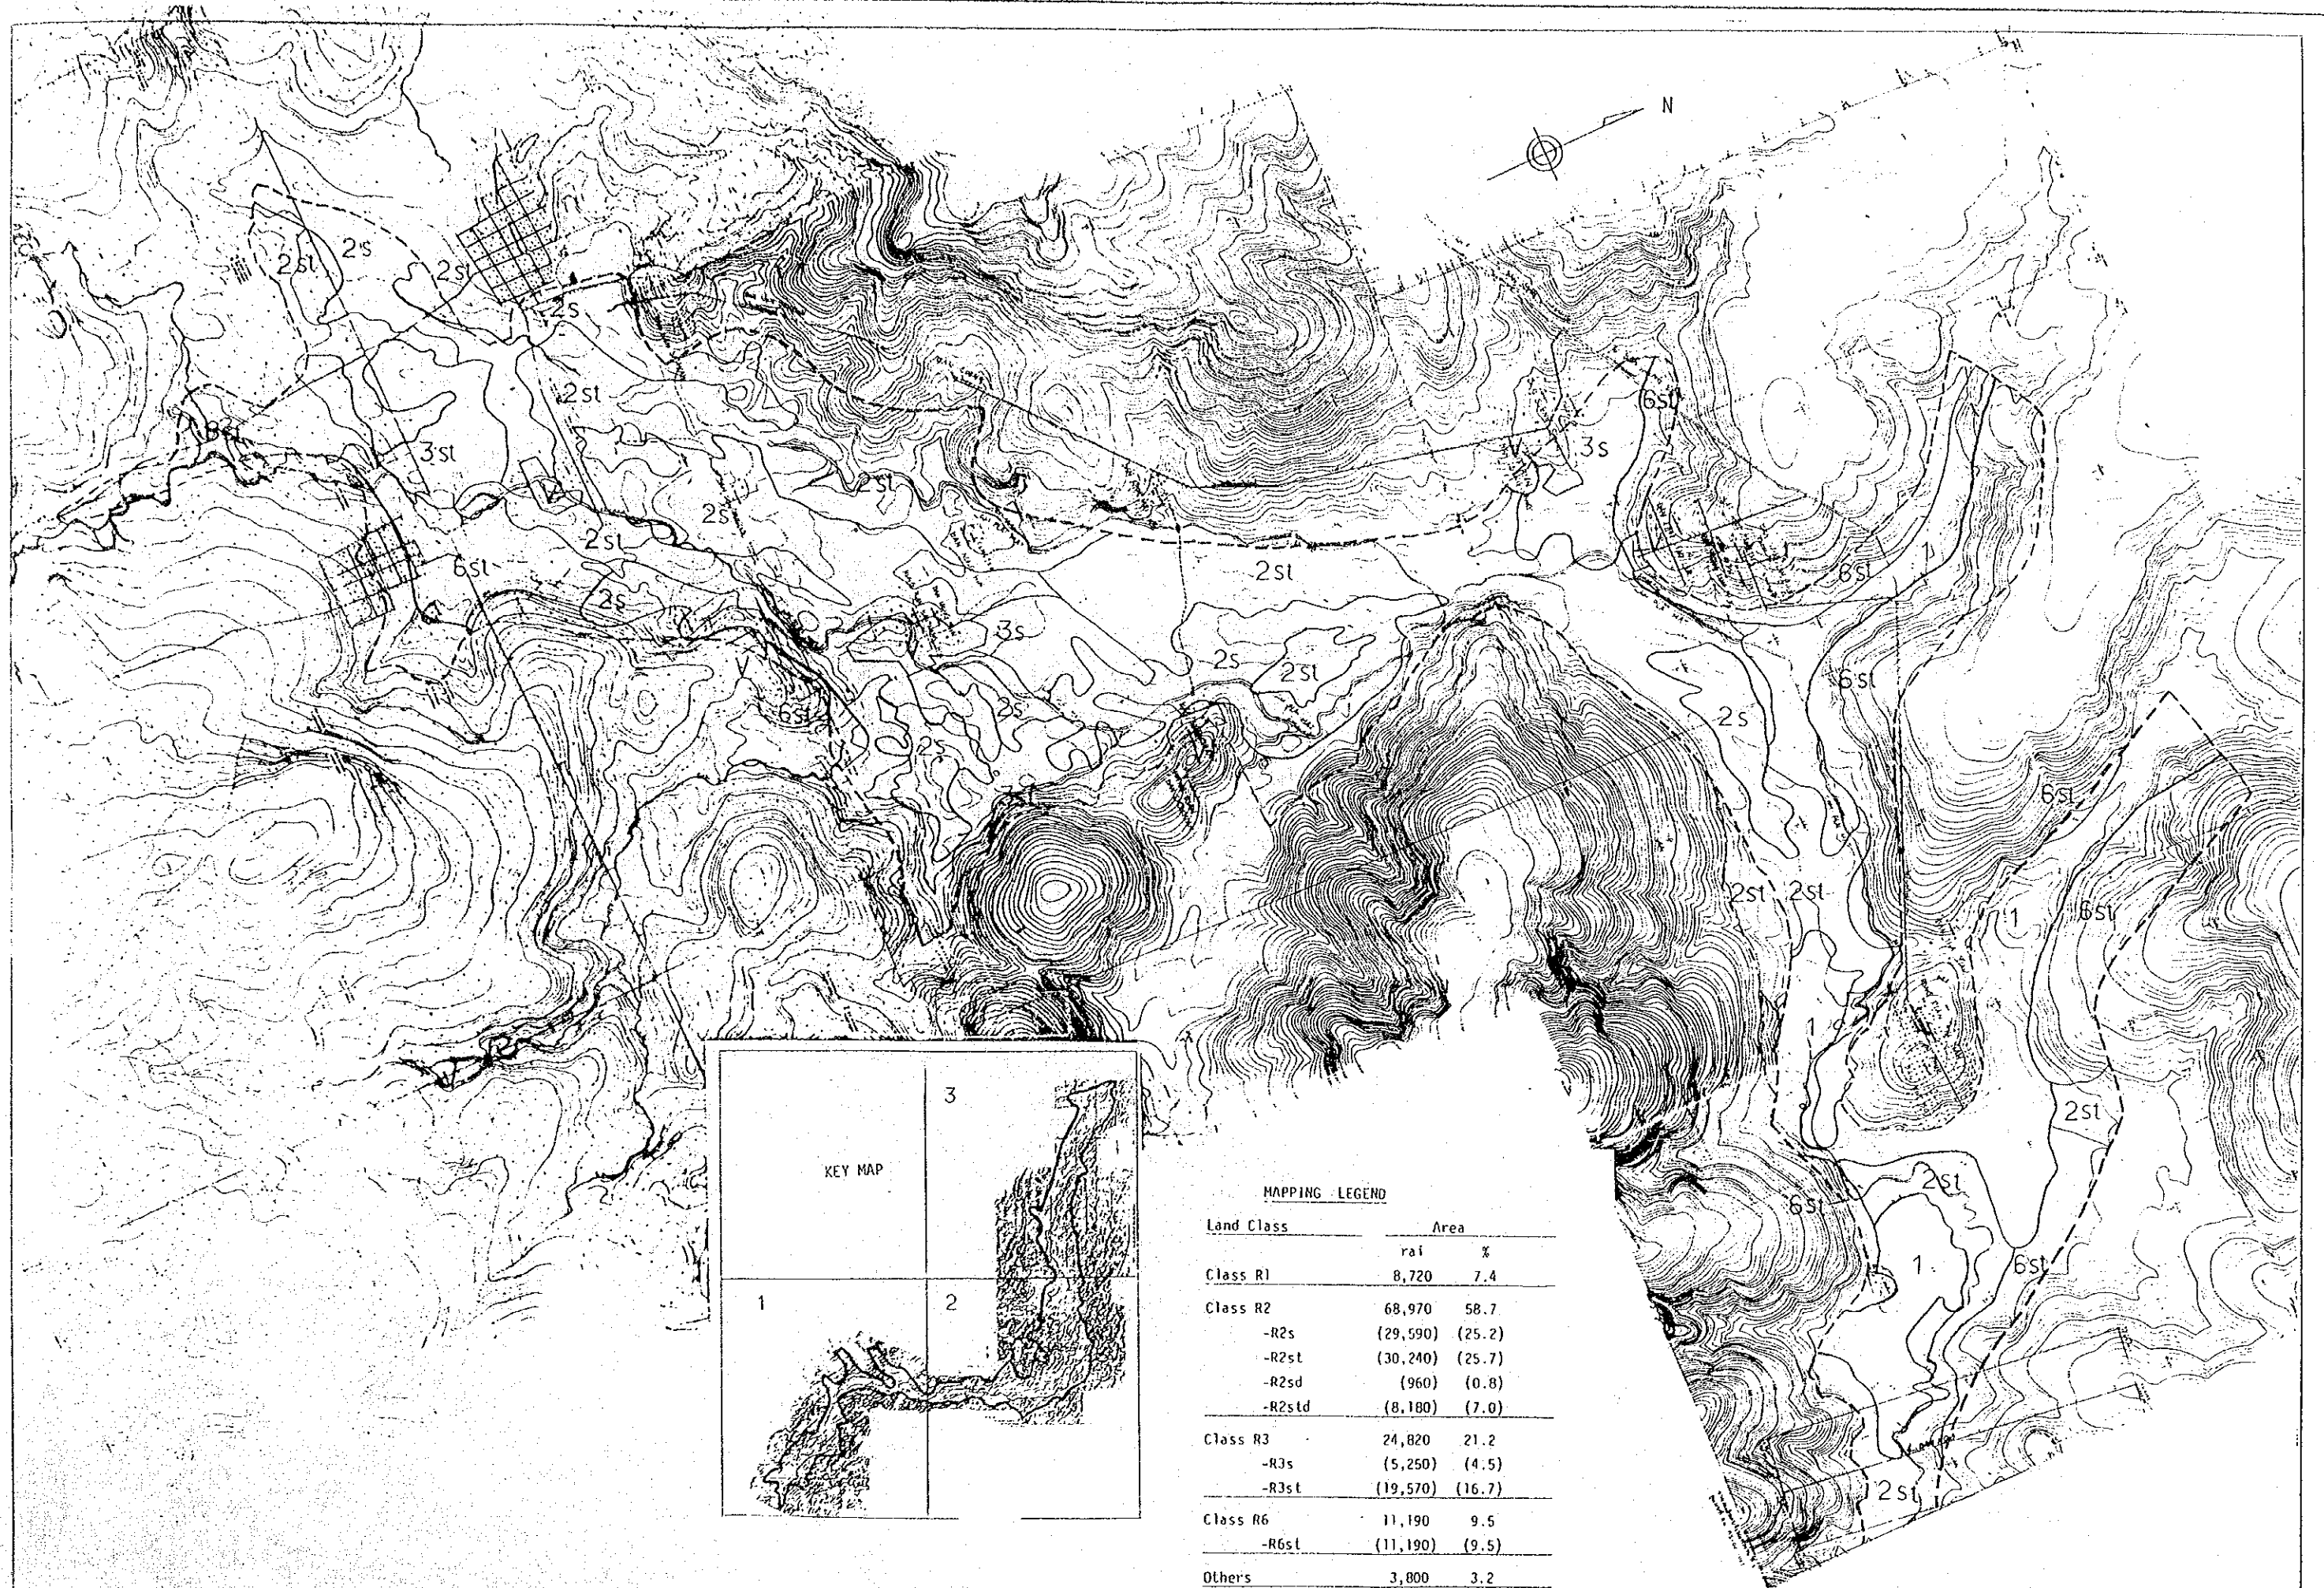 N
2s
2st
2st
2s
2st
6st
3s
3st
2st
2s
V
2st
6st
2st
1
6st
2s
3s
2s
2st
6st
V
2s
2s
6st
2s
6st
3st
2st
2st
1
6st
1
2st
2st
6st
1
6st
2st
3
KEY MAP
1
2
MAPPING LEGEND
Land Class Area
rai %
Class R1 8,720 7.4
Class R2 68,970 58.7
-R2s (29,590) (25.2)
-R2st (30,240) (25.7)
-R2sd (960) (0.8)
-R2std (8,180) (7.0)
Class R3 24,820 21.2
-R3s (5,250) (4.5)
-R3st (19,570) (16.7)
Class R6 11,190 9.5
-R6st (11,190) (9.5)
Others 3,800 3.2